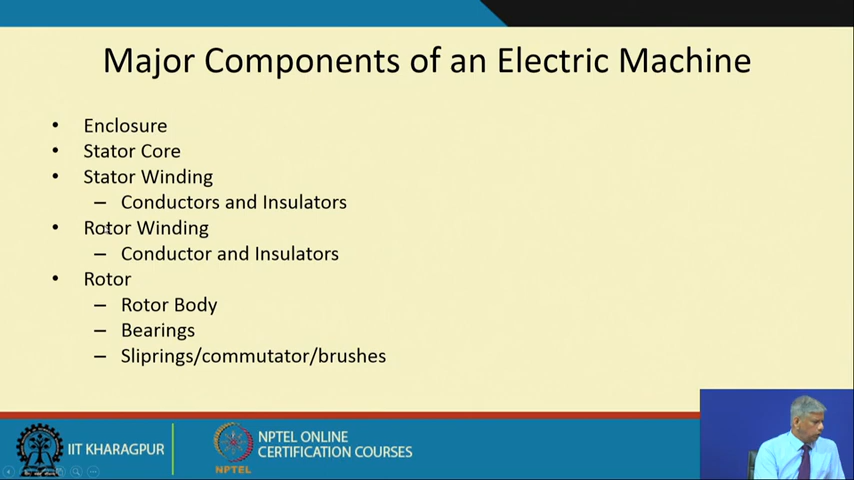 Major Components of an Electric Machine
• Enclosure
• Stator Core
• Stator Winding
– Conductors and Insulators
• Rotor Winding
– Conductor and Insulators
• Rotor
– Rotor Body
– Bearings
– Sliprings/commutator/brushes
IIT KHARAGPUR
NPTEL
NPTEL ONLINE
CERTIFICATION COURSES